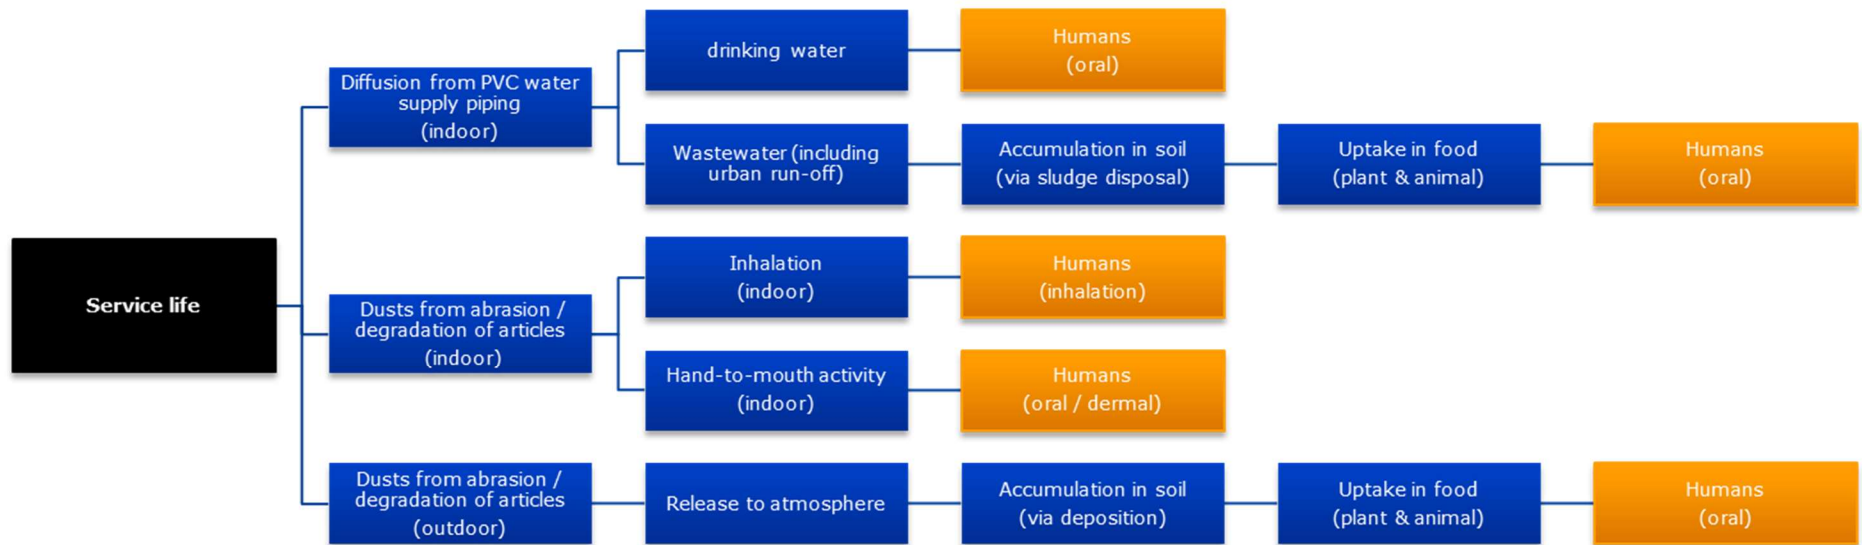 drinking water
Humans
(oral)
Diffusion from PVC water
supply piping
(indoor)
Wastewater (including
urban run-off)
Accumulation in soil
(via sludge disposal)
Uptake in food
(plant & animal)
Humans
(oral)
Service life
Dusts from abrasion /
degradation of articles
(indoor)
Inhalation
(indoor)
Humans
(inhalation)
Hand-to-mouth activity
(indoor)
Humans
(oral / dermal)
Dusts from abrasion /
degradation of articles
(outdoor)
Release to atmosphere
Accumulation in soil
(via deposition)
Uptake in food
(plant & animal)
Humans
(oral)